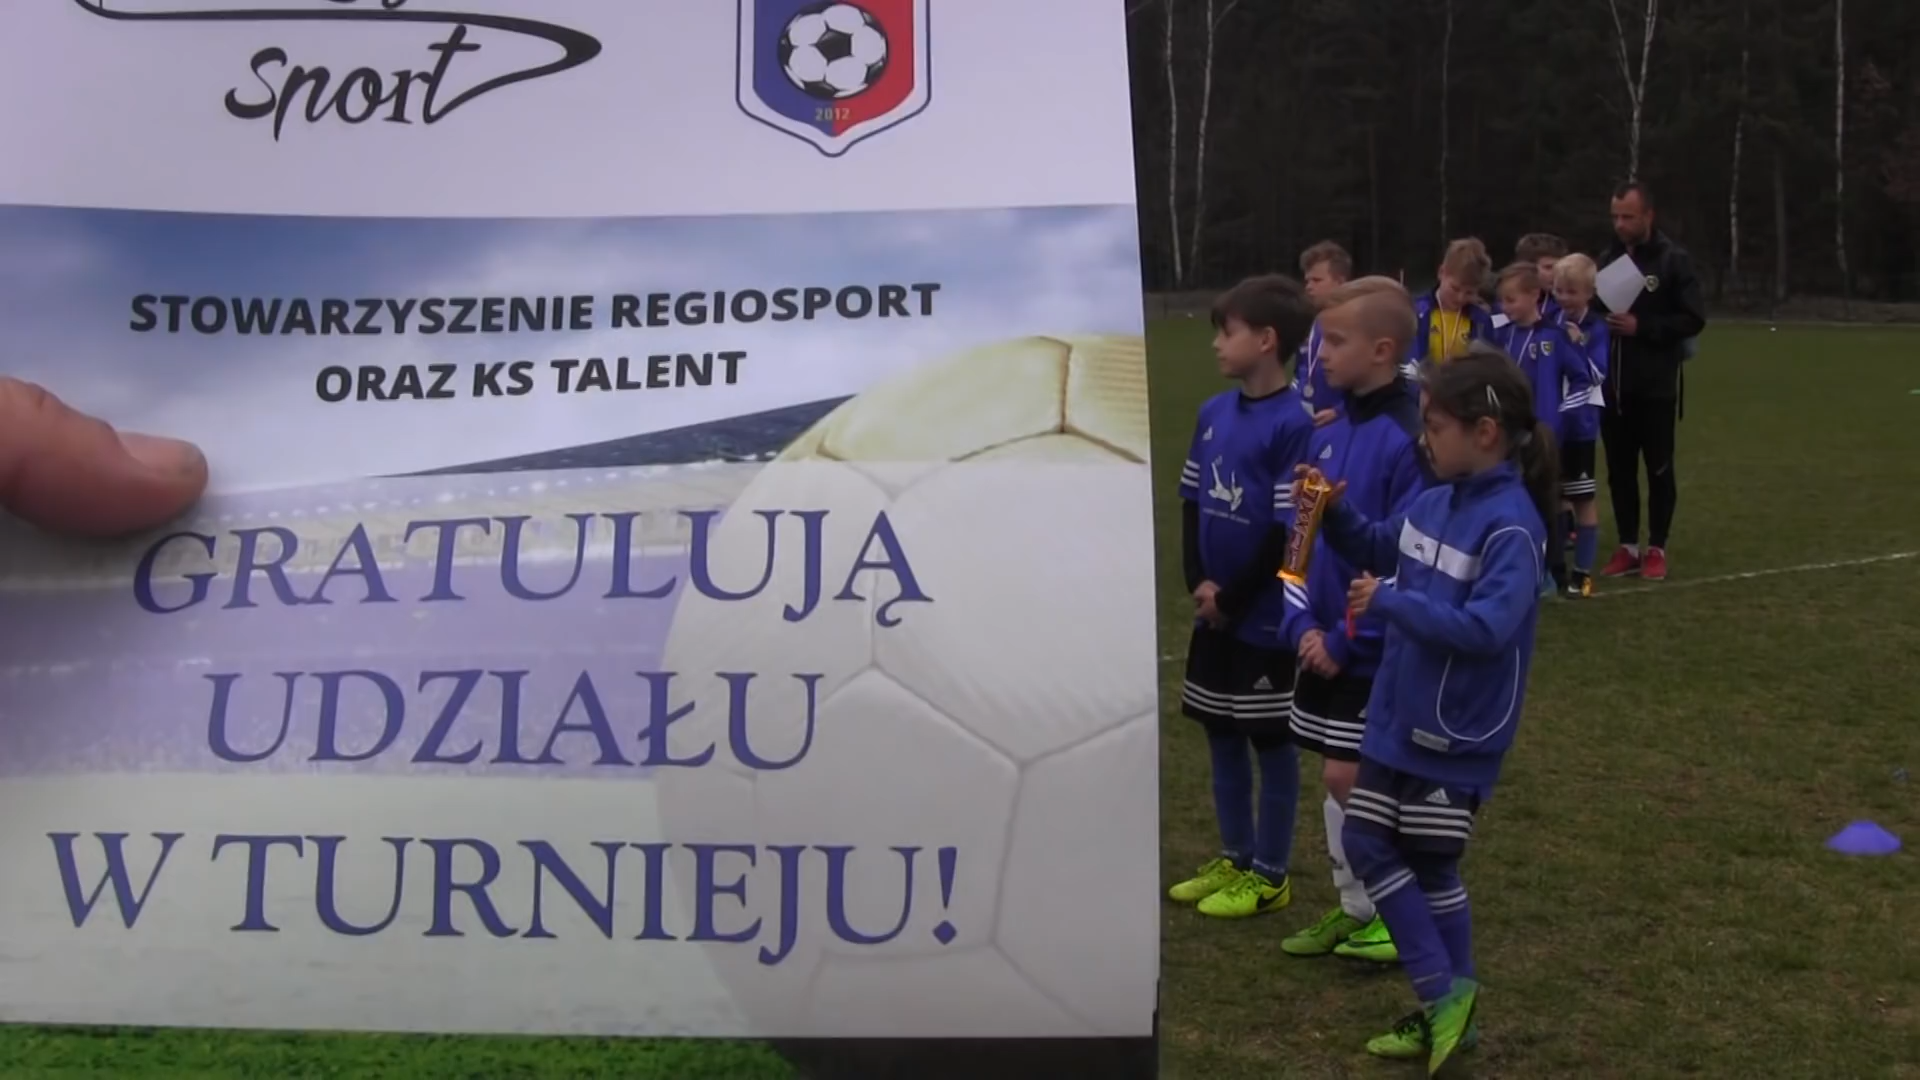 sport
2012
STOWARZYSZENIE REGIOSPORT
ORAZ KS TALENT
GRATULUJĄ
UDZIAŁU
W TURNIEJU!